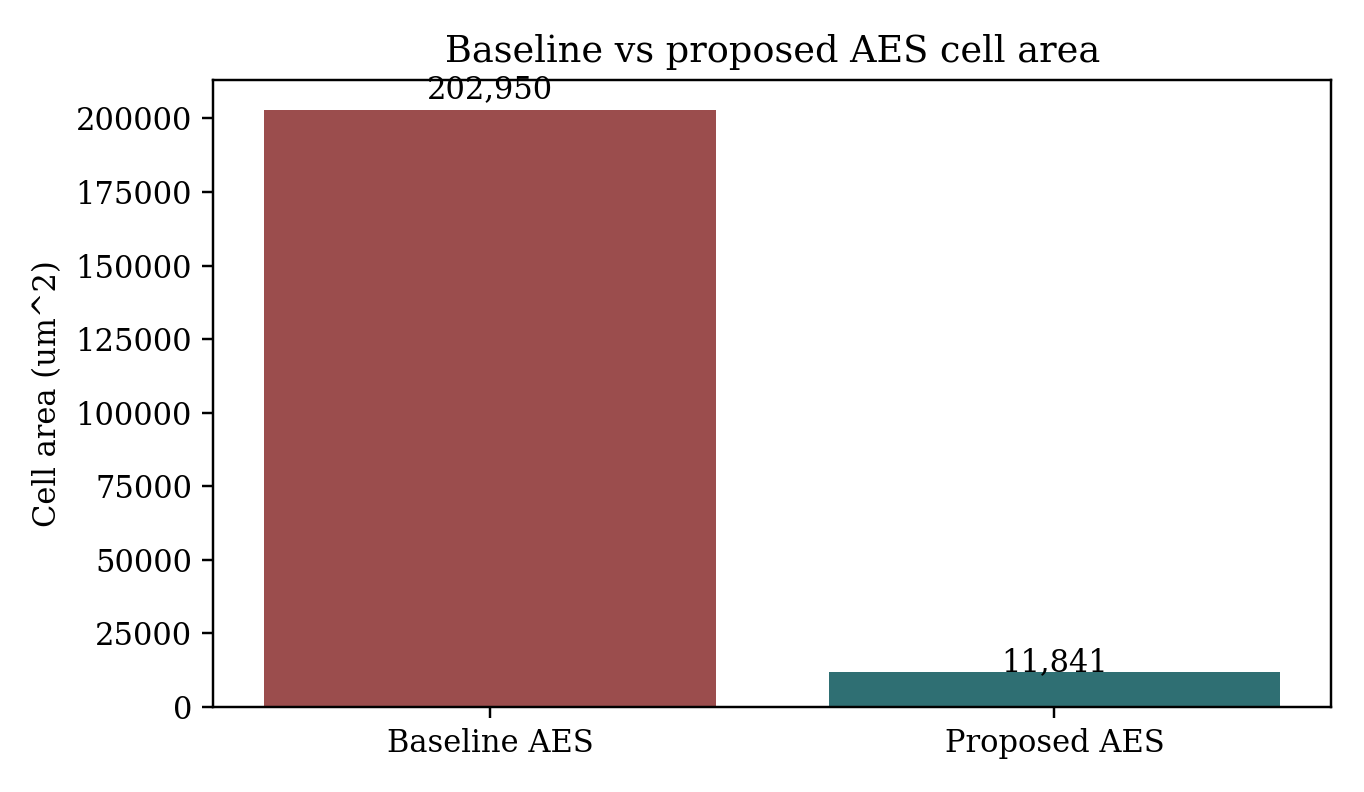 Baseline vs proposed AES cell area
202,950
200000
175000
150000
125000
100000
75000
50000
25000
0
Cell area (um^2)
11,841
Baseline AES
Proposed AES